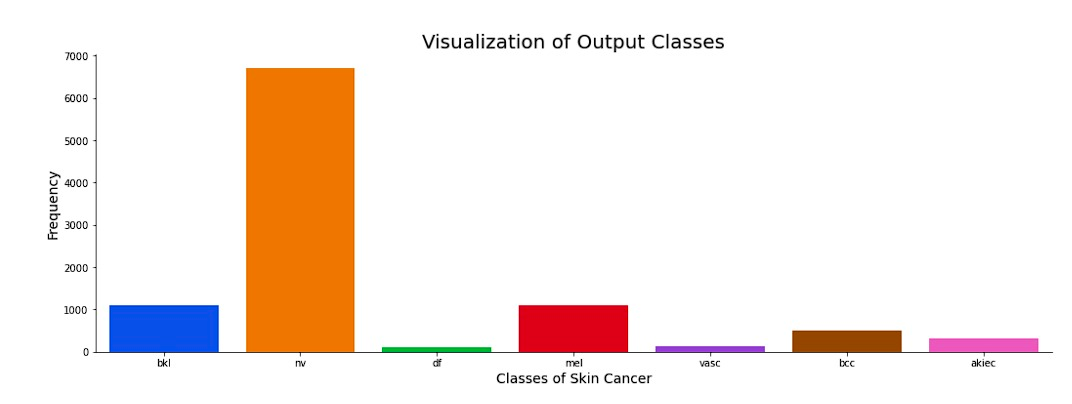 Visualization of Output Classes
7000
6000
5000
4000
3000
2000
1000
0
Frequency
bkl nv df mel vasc bcc akiec
Classes of Skin Cancer